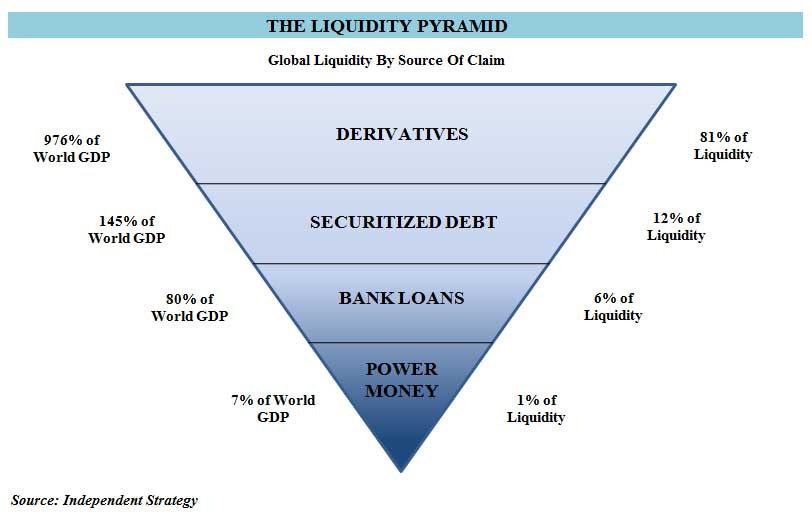 THE LIQUIDITY PYRAMID
Global Liquidity By Source Of Claim
976% of
World GDP
DERIVATIVES
81% of
Liquidity
145% of
World GDP
SECURITIZED DEBT
12% of
Liquidity
80% of
World GDP
BANK LOANS
6% of
Liquidity
7% of World
GDP
POWER
MONEY
1% of
Liquidity
Source: Independent Strategy